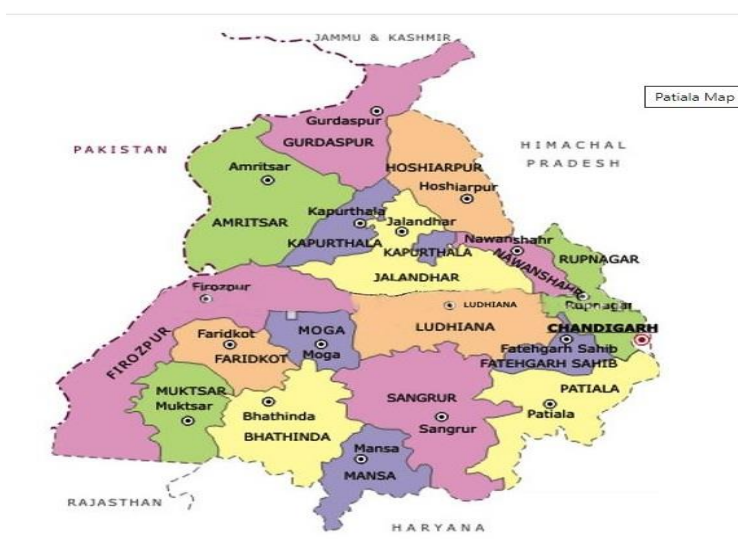 JAMMU & KASHMIR
Patiala Map
Gurdaspur
GURDASPUR
PAKISTAN
HIMACHAL
PRADESH
Amritsar
HOSHIARPUR
Hoshiarpur
Kapurthala
Jalandhar
AMRITSAR
KAPURTHALA
KAPURTHALA
Nawanshahr
NAWANSHAHR
RUPNAGAR
JALANDHAR
Firozpur
Rupnagar
LUDHIANA
LUDHIANA
CHANDIGARH
FIROZPUR
Faridkot
FARIDKOT
MOGA
Moga
Fatehgarh Sahib
FATEHGARH SAHIB
MUKTSAR
Muktsar
SANGRUR
Sangrur
PATIALA
Patiala
Bhathinda
BHATHINDA
Mansa
MANSA
RAJASTHAN
HARYANA